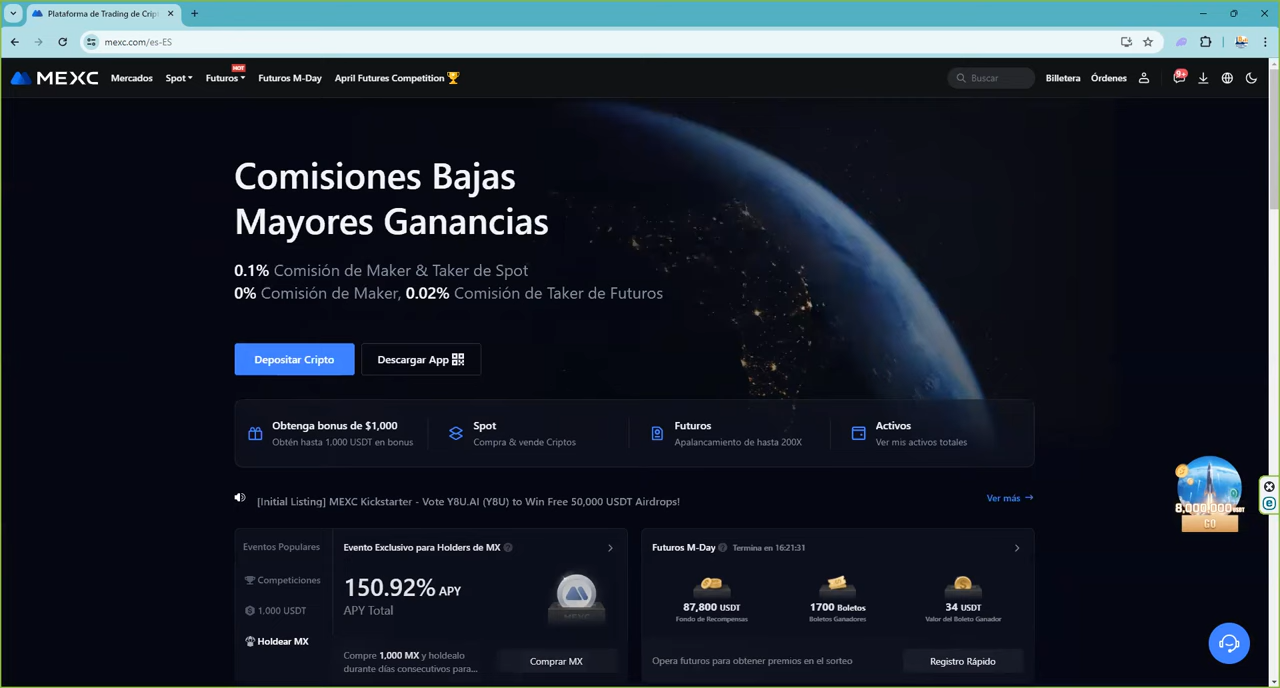 Plataforma de Trading de Crip
mexc.com/es-ES
MEXC Mercados Spot Futuros HOT Futuros M-Day April Futures Competition Buscar Billetera Órdenes 9+
Comisiones Bajas
Mayores Ganancias
0.1% Comisión de Maker & Taker de Spot
0% Comisión de Maker, 0.02% Comisión de Taker de Futuros
Depositar Cripto Descargar App
Obtenga bonus de $1,000
Obtén hasta 1.000 USDT en bonus
Spot
Compra & vende Criptos
Futuros
Apalancamiento de hasta 200X
Activos
Ver mis activos totales
[Initial Listing] MEXC Kickstarter - Vote Y8U.AI (Y8U) to Win Free 50,000 USDT Airdrops!
Ver más
8,000,000 USDT
GO
Eventos Populares
Competiciones
1,000 USDT
Holdear MX
Evento Exclusivo para Holders de MX
150.92% APY
APY Total
MEXC
Compre 1,000 MX y holdealo
durante días consecutivos para...
Comprar MX
Futuros M-Day Termina en 16:21:31
87,800 USDT
Fondo de Recompensas
1700 Boletos
Boletos Ganadores
34 USDT
Valor del Boleto Ganador
Opera futuros para obtener premios en el sorteo
Registro Rápido